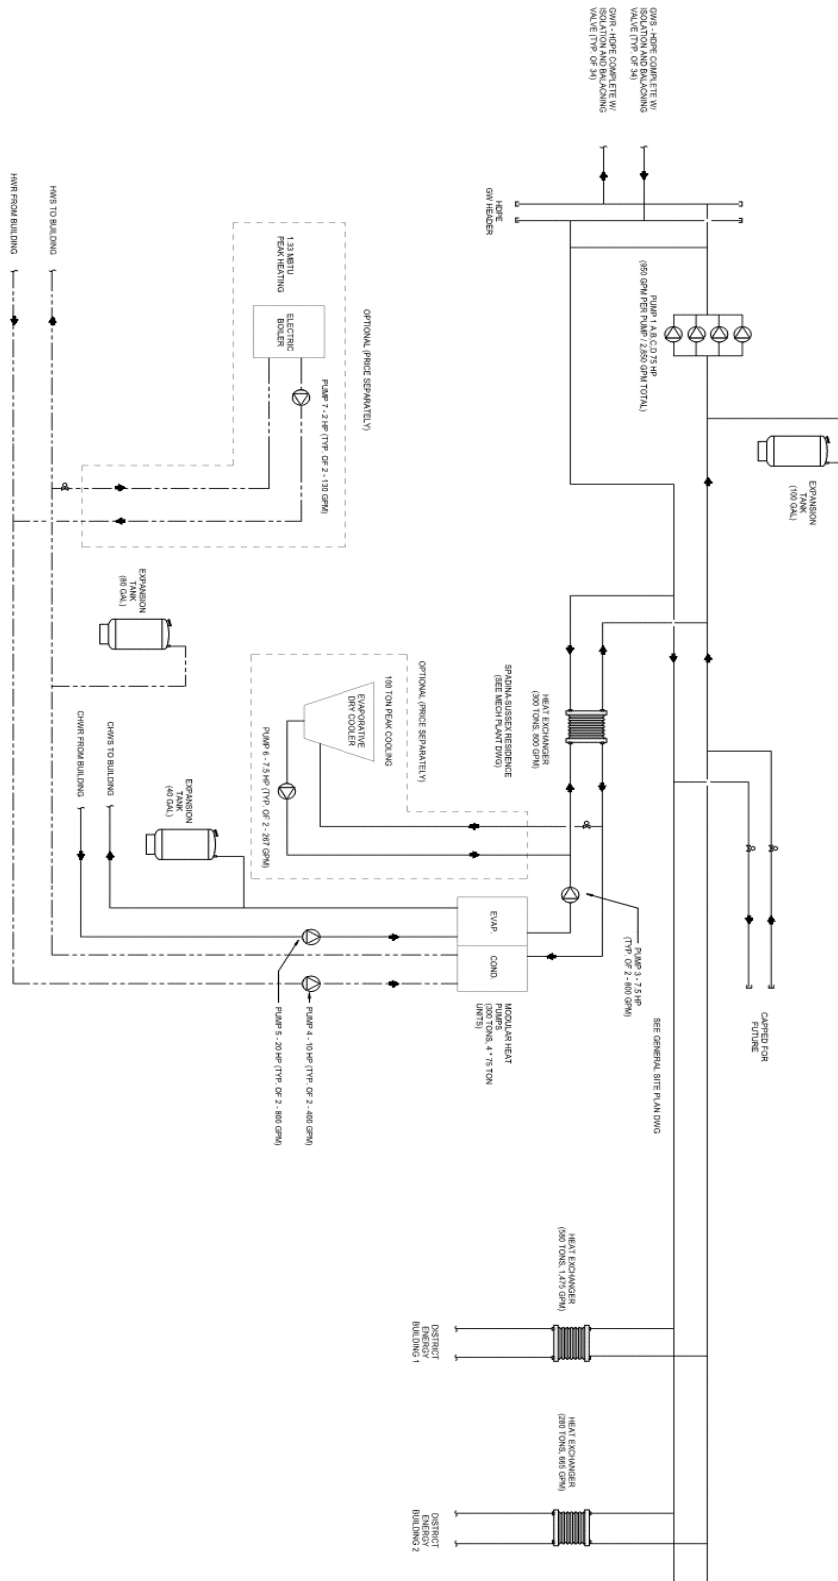 GWS - HDPE COMPLETE W/
ISOLATION AND BALACNING
VALVE (TYP. OF 34)
GWR - HDPE COMPLETE W/
ISOLATION AND BALACNING
VALVE (TYP. OF 34)
HDPE
GW HEADER
PUMP 1 A,B,C,D 75 HP
(950 GPM PER PUMP / 2,850 GPM TOTAL)
EXPANSION
TANK
(100 GAL)
HWS TO BUILDING
HWR FROM BUILDING
OPTIONAL (PRICE SEPARATELY)
1.33 MBTU
PEAK HEATING
ELECTRIC
BOILER
PUMP 7 - 2 HP (TYP. OF 2 - 130 GPM)
EXPANSION
TANK
(80 GAL)
HEAT EXCHANGER
(300 TONS, 800 GPM)
SPADINA-SUSSEX RESIDENCE
(SEE MECH PLANT DWG)
OPTIONAL (PRICE SEPARATELY)
100 TON PEAK COOLING
EVAPORATIVE
DRY COOLER
PUMP 6 - 7.5 HP (TYP. OF 2 - 267 GPM)
CHWS TO BUILDING
CHWR FROM BUILDING
EXPANSION
TANK
(40 GAL)
EVAP.
COND.
PUMP 3 - 7.5 HP
(TYP. OF 2 - 800 GPM)
CAPPED FOR
FUTURE
MODULAR HEAT
PUMPS
(300 TONS, 4 * 75 TON
UNITS)
PUMP 4 - 10 HP (TYP. OF 2 - 400 GPM)
PUMP 5 - 20 HP (TYP. OF 2 - 800 GPM)
SEE GENERAL SITE PLAN DWG
HEAT EXCHANGER
(580 TONS, 1,475 GPM)
DISTRICT
ENERGY
BUILDING 1
HEAT EXCHANGER
(280 TONS, 665 GPM)
DISTRICT
ENERGY
BUILDING 2